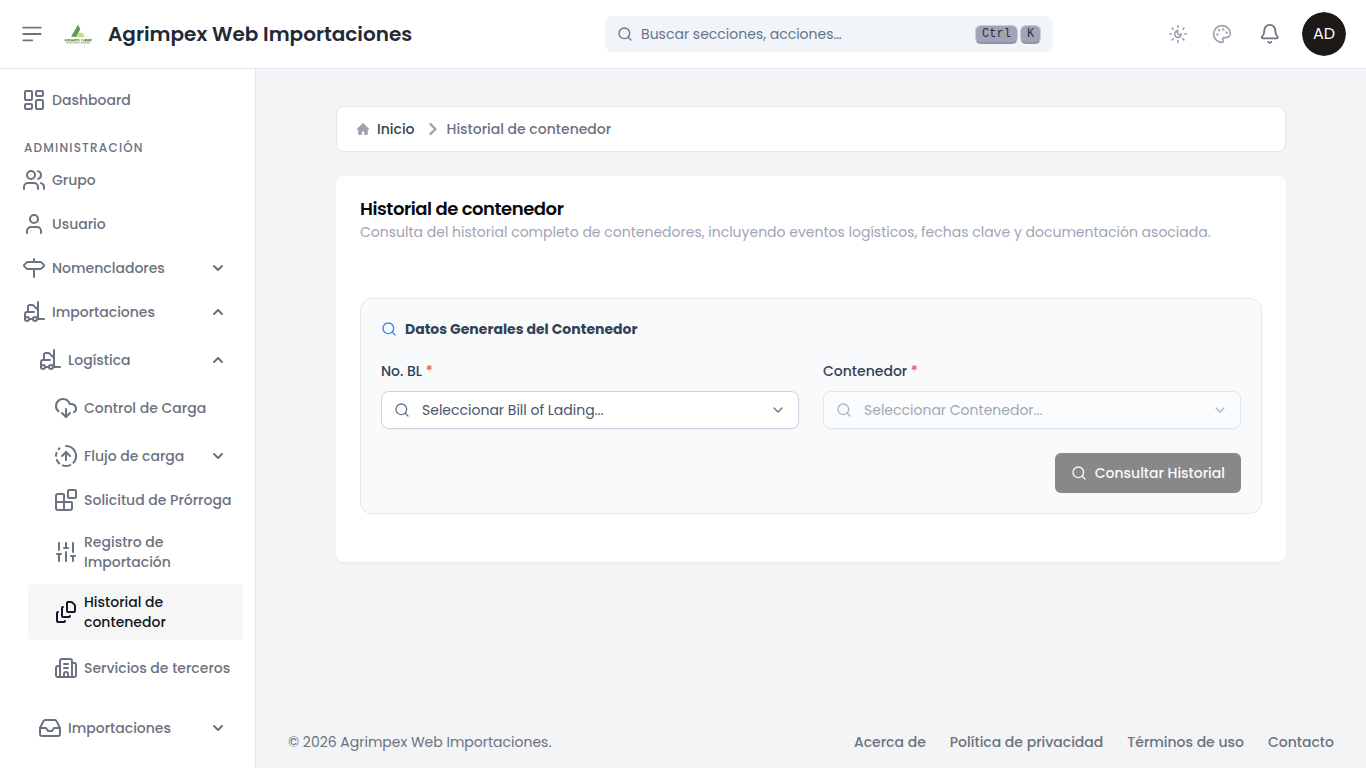 Agrimpex Web Importaciones
Buscar secciones, acciones...
Ctrl K
AD
Dashboard
ADMINISTRACIÓN
Grupo
Usuario
Nomencladores
Importaciones
Logística
Control de Carga
Flujo de carga
Solicitud de Prórroga
Registro de
Importación
Historial de
contenedor
Servicios de terceros
Importaciones
Inicio
Historial de contenedor
Historial de contenedor
Consulta del historial completo de contenedores, incluyendo eventos logísticos, fechas clave y documentación asociada.
Datos Generales del Contenedor
No. BL *
Seleccionar Bill of Lading...
Contenedor *
Seleccionar Contenedor...
Consultar Historial
© 2026 Agrimpex Web Importaciones.
Acerca de
Política de privacidad
Términos de uso
Contacto